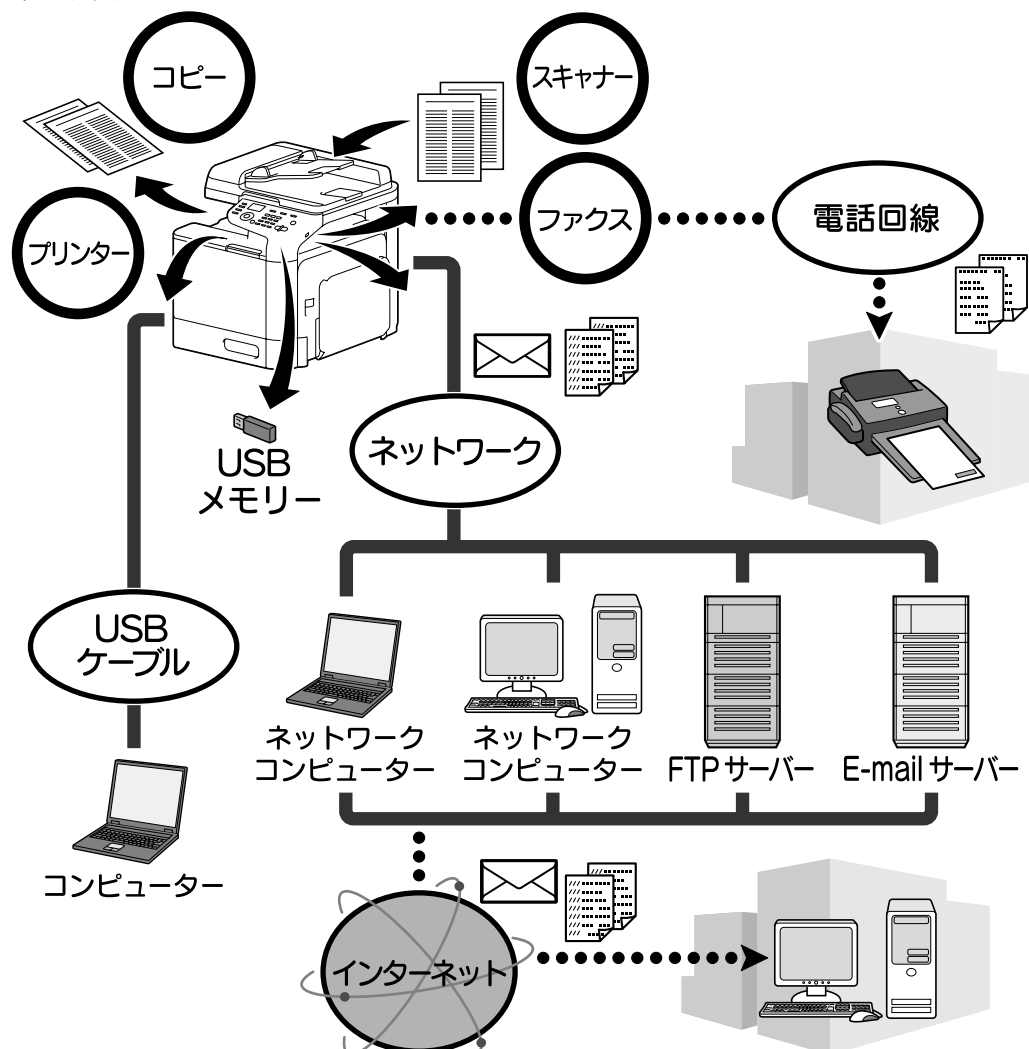 コピー
スキャナー
プリンター
ファクス
電話回線
USB
メモリー
ネットワーク
USB
ケーブル
ネットワーク
コンピューター
ネットワーク
コンピューター
FTP サーバー
E-mail サーバー
コンピューター
インターネット